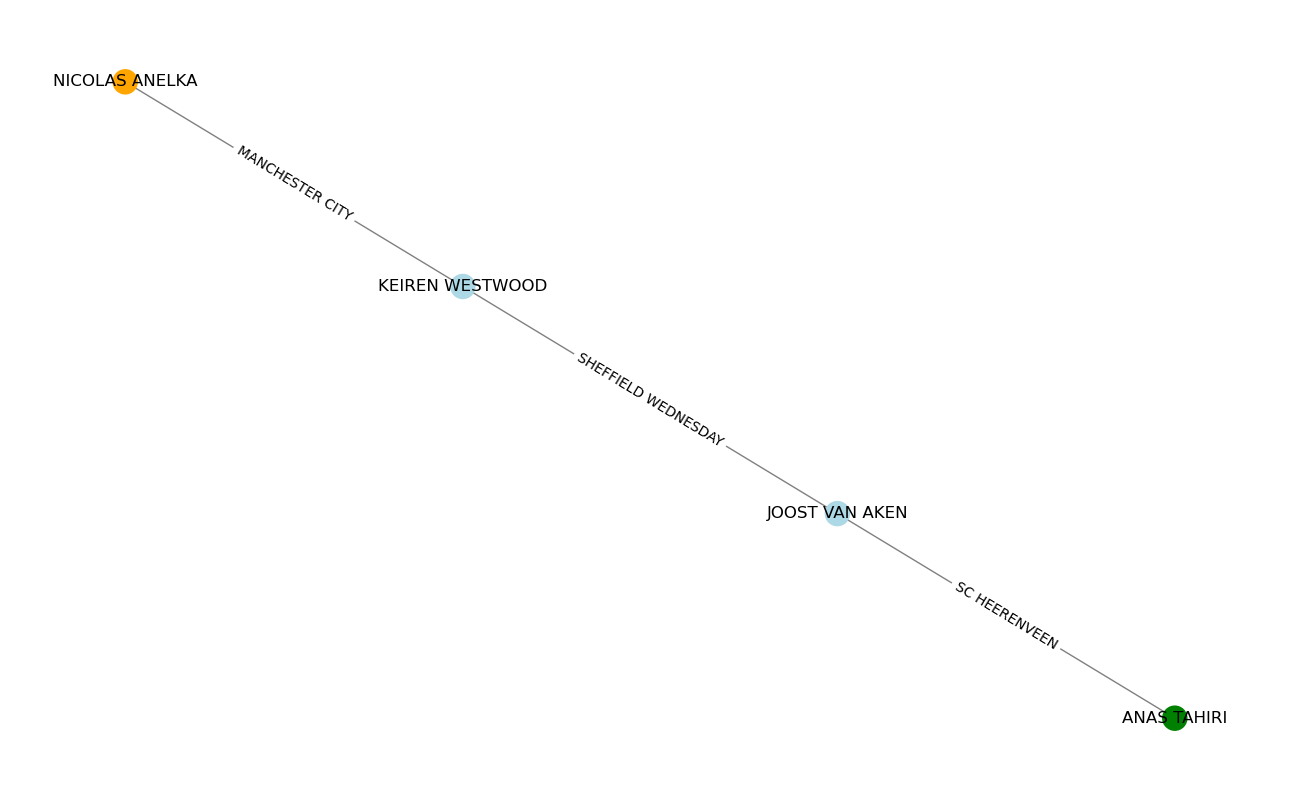 NICOLAS ANELKA
MANCHESTER CITY
KEIREN WESTWOOD
SHEFFIELD WEDNESDAY
JOOST VAN AKEN
SC HEERENVEEN
ANAS TAHIRI